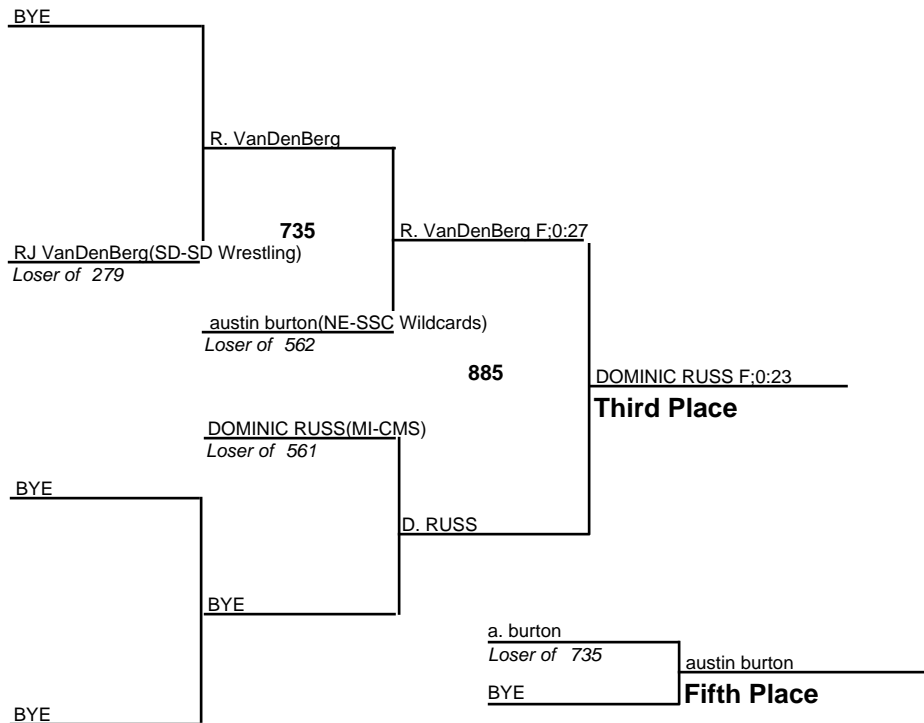 BYE
R. VanDenBerg
735
R. VanDenBerg F;0:27
RJ VanDenBerg(SD-SD Wrestling)
Loser of 279
austin burton(NE-SSC Wildcards)
Loser of 562
885
DOMINIC RUSS F;0:23
Third Place
DOMINIC RUSS(MI-CMS)
Loser of 561
BYE
D. RUSS
BYE
a. burton
Loser of 735
austin burton
BYE
Fifth Place
BYE